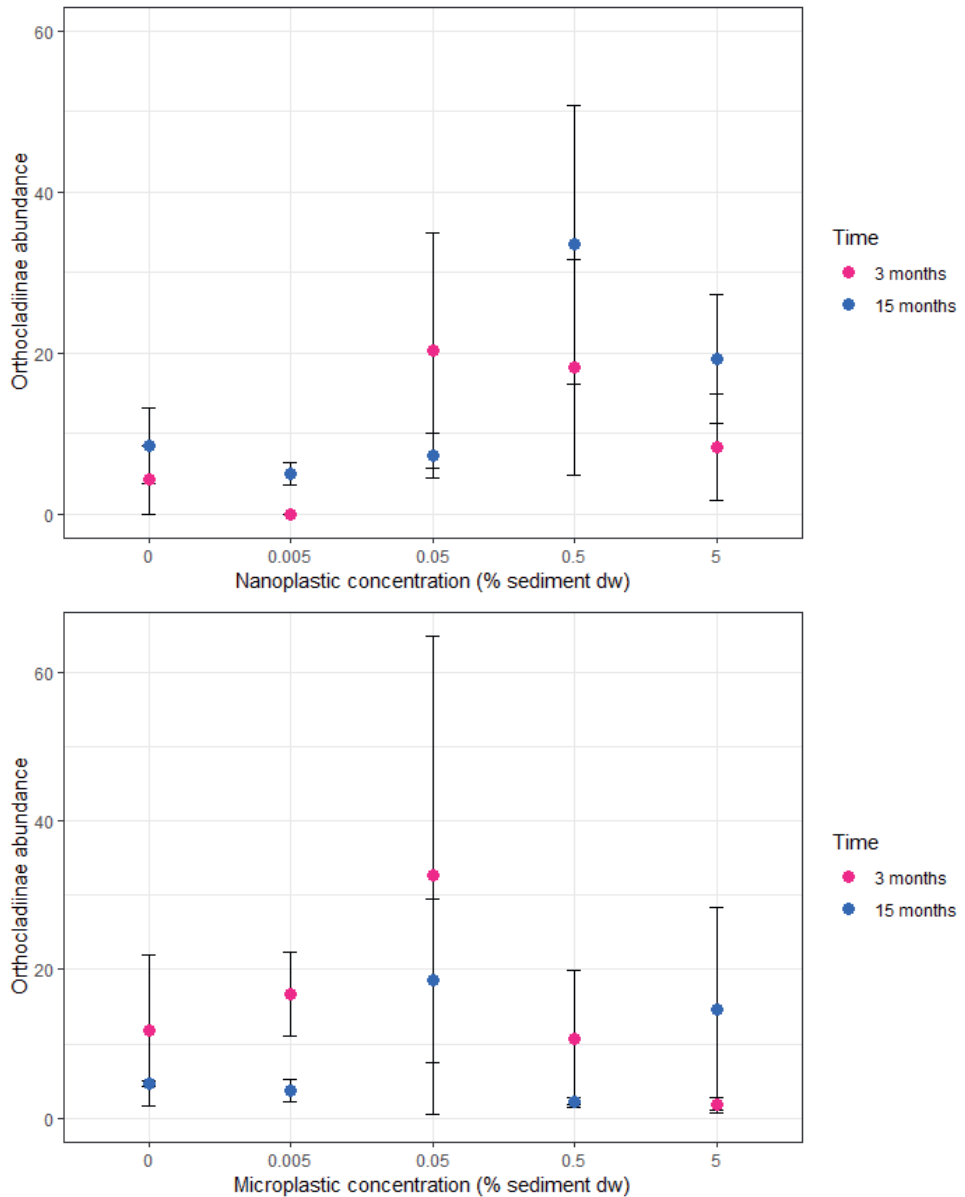 60
40
20
0
Orthocladiinae abundance
0 0.005 0.05 0.5 5
Nanoplastic concentration (% sediment dw)
Time
3 months
15 months
60
40
20
0
Orthocladiinae abundance
0 0.005 0.05 0.5 5
Microplastic concentration (% sediment dw)
Time
3 months
15 months